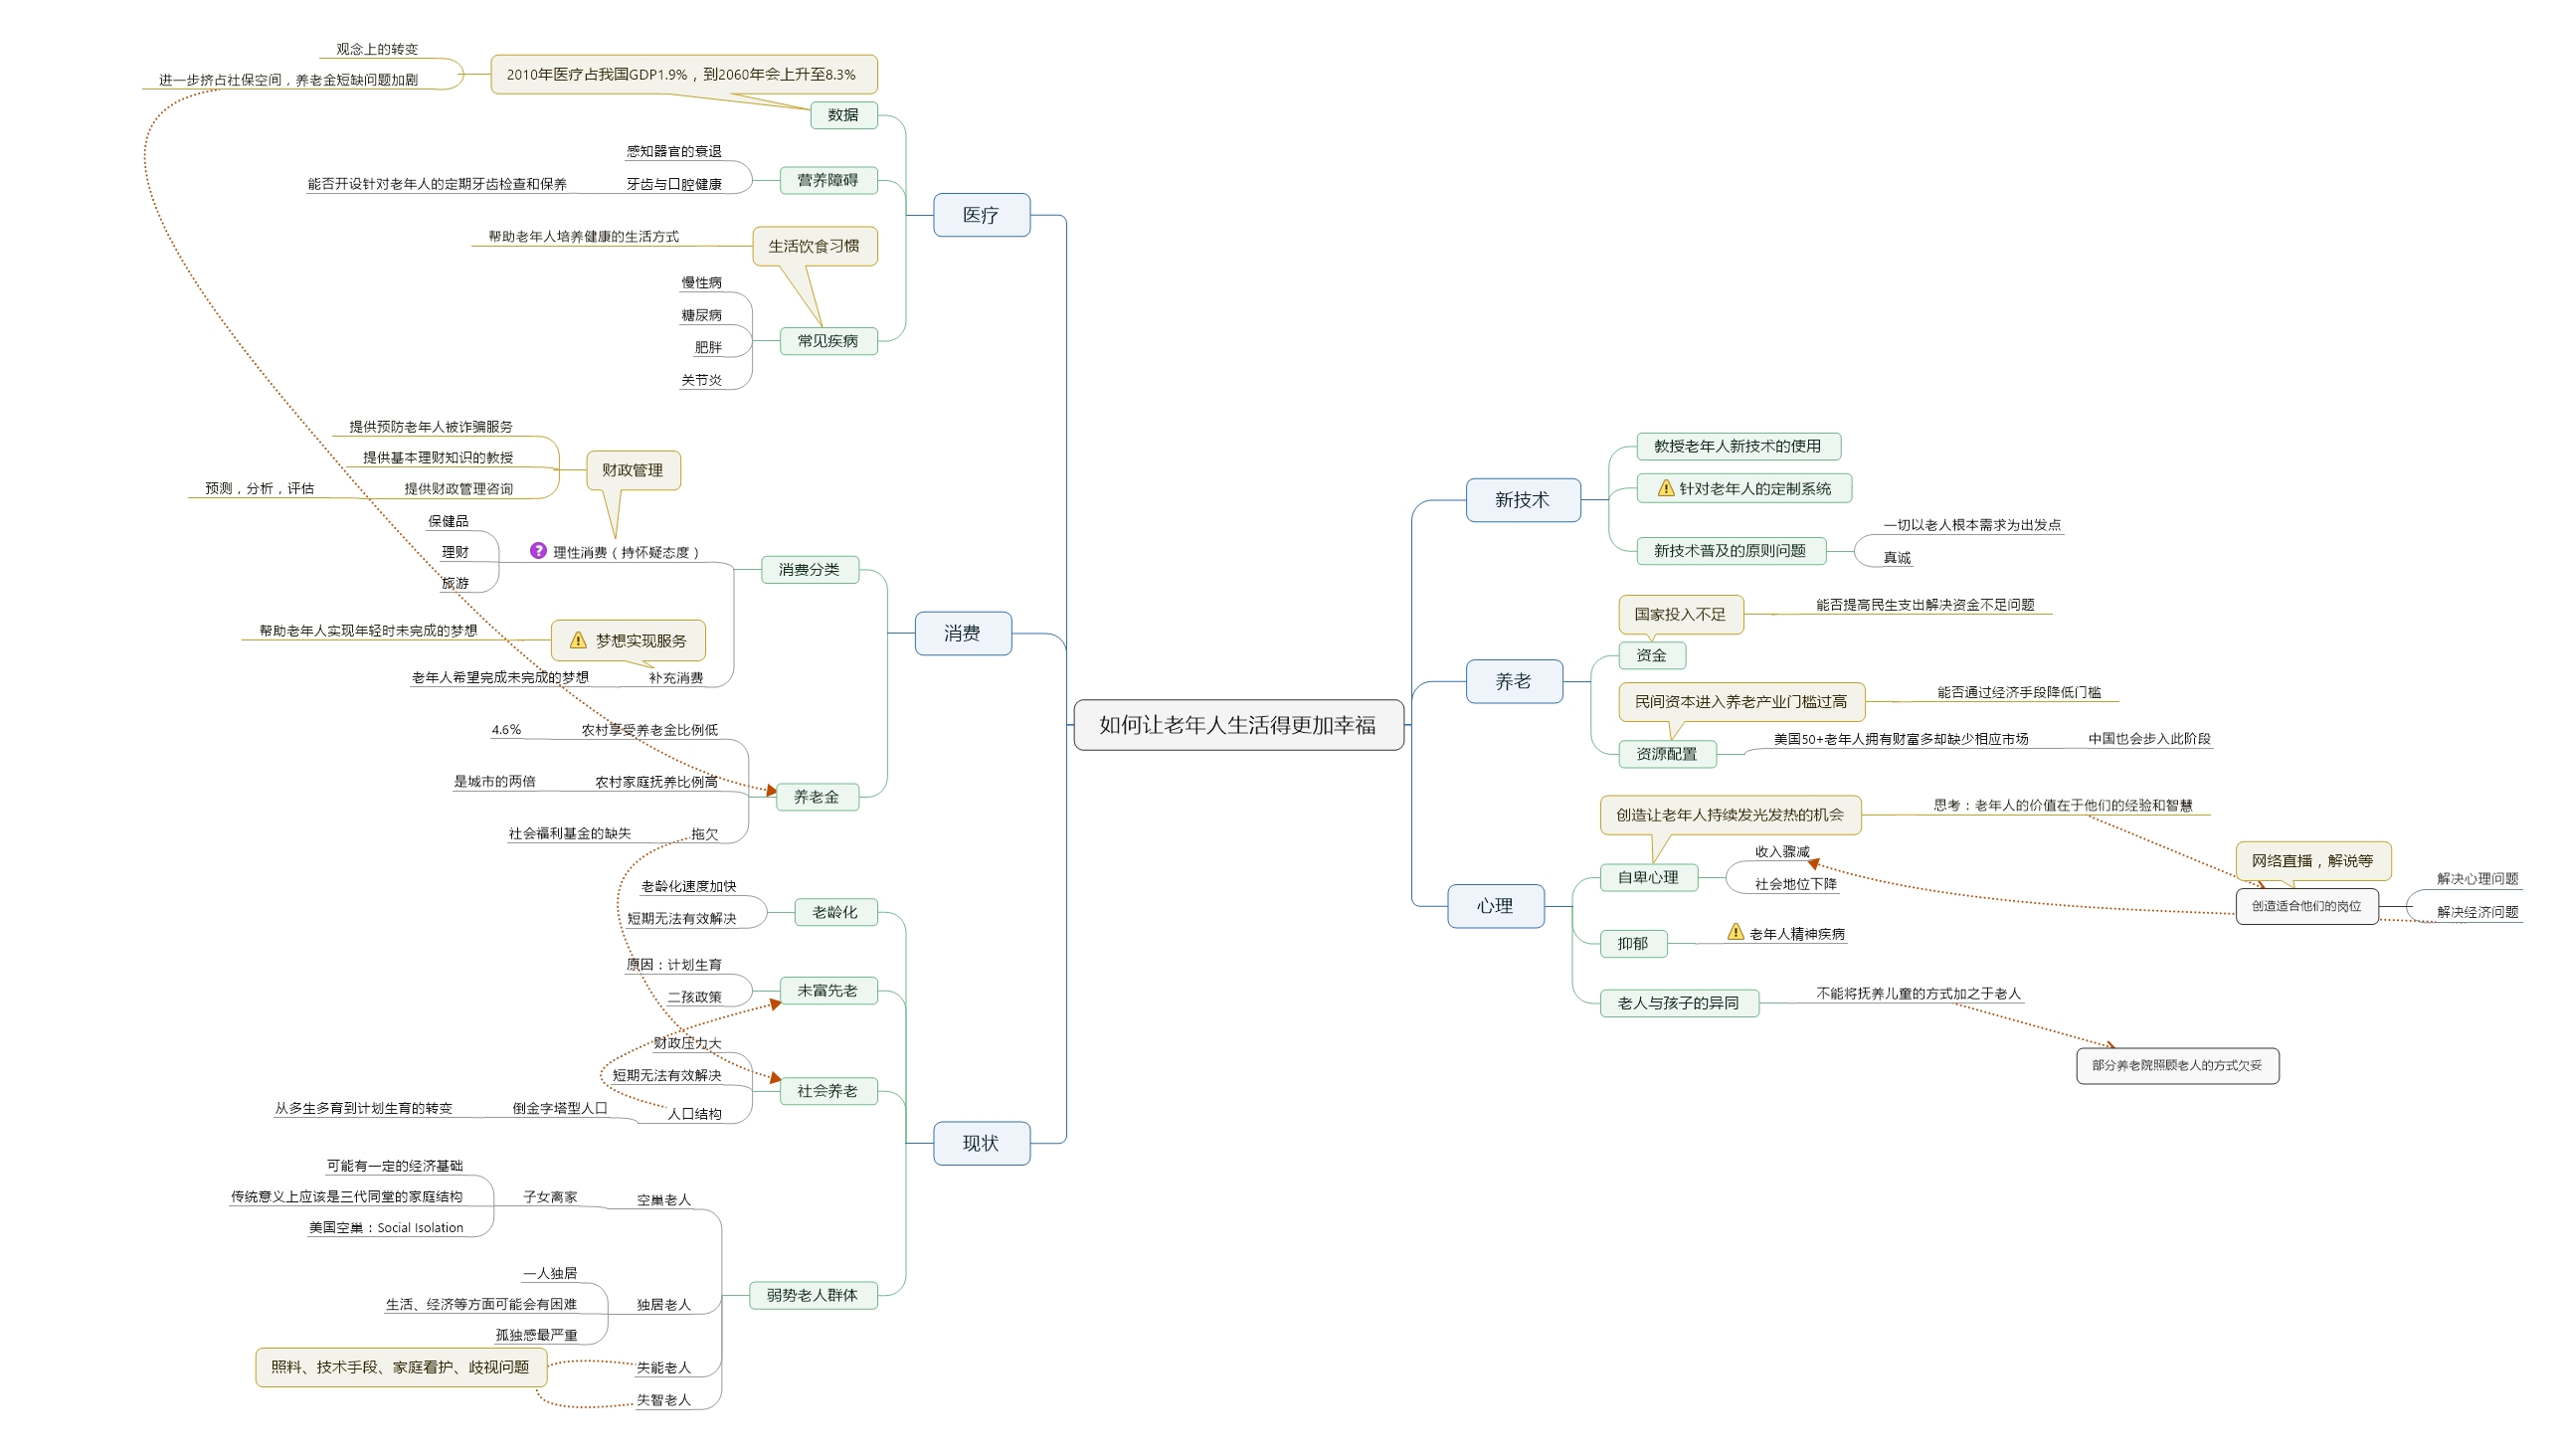 如何让老年人生活得更加幸福
医疗
数据
2010年医疗占我国GDP1.9%，到2060年会上升至8.3%
观念上的转变
进一步挤占社保空间，养老金短缺问题加剧
营养障碍
感知器官的衰退
牙齿与口腔健康
能否开设针对老年人的定期牙齿检查和保养
生活饮食习惯
帮助老年人培养健康的生活方式
常见疾病
慢性病
糖尿病
肥胖
关节炎
消费
消费分类
财政管理
提供预防老年人被诈骗服务
提供基本理财知识的教授
提供财政管理咨询
预测，分析，评估
理性消费（持怀疑态度）
保健品
理财
旅游
梦想实现服务
帮助老年人实现年轻时未完成的梦想
补充消费
老年人希望完成未完成的梦想
养老金
农村享受养老金比例低
4.6%
农村家庭抚养比例高
是城市的两倍
拖欠
社会福利基金的缺失
现状
老龄化
老龄化速度加快
短期无法有效解决
未富先老
原因：计划生育
二孩政策
社会养老
财政压力大
短期无法有效解决
人口结构
倒金字塔型人口
从多生多育到计划生育的转变
弱势老人群体
空巢老人
子女离家
可能有一定的经济基础
传统意义上应该是三代同堂的家庭结构
美国空巢：Social Isolation
独居老人
一人独居
生活、经济等方面可能会有困难
孤独感最严重
失能老人
失智老人
照料、技术手段、家庭看护、歧视问题
新技术
教授老年人新技术的使用
针对老年人的定制系统
新技术普及的原则问题
一切以老人根本需求为出发点
真诚
养老
国家投入不足
能否提高民生支出解决资金不足问题
资金
民间资本进入养老产业门槛过高
能否通过经济手段降低门槛
资源配置
美国50+老年人拥有财富多却缺少相应市场
中国也会步入此阶段
心理
创造让老年人持续发光发热的机会
思考：老年人的价值在于他们的经验和智慧
自卑心理
收入骤减
社会地位下降
网络直播，解说等
创造适合他们的岗位
解决心理问题
解决经济问题
抑郁
老年人精神疾病
老人与孩子的异同
不能将抚养儿童的方式加之于老人
部分养老院照顾老人的方式欠妥